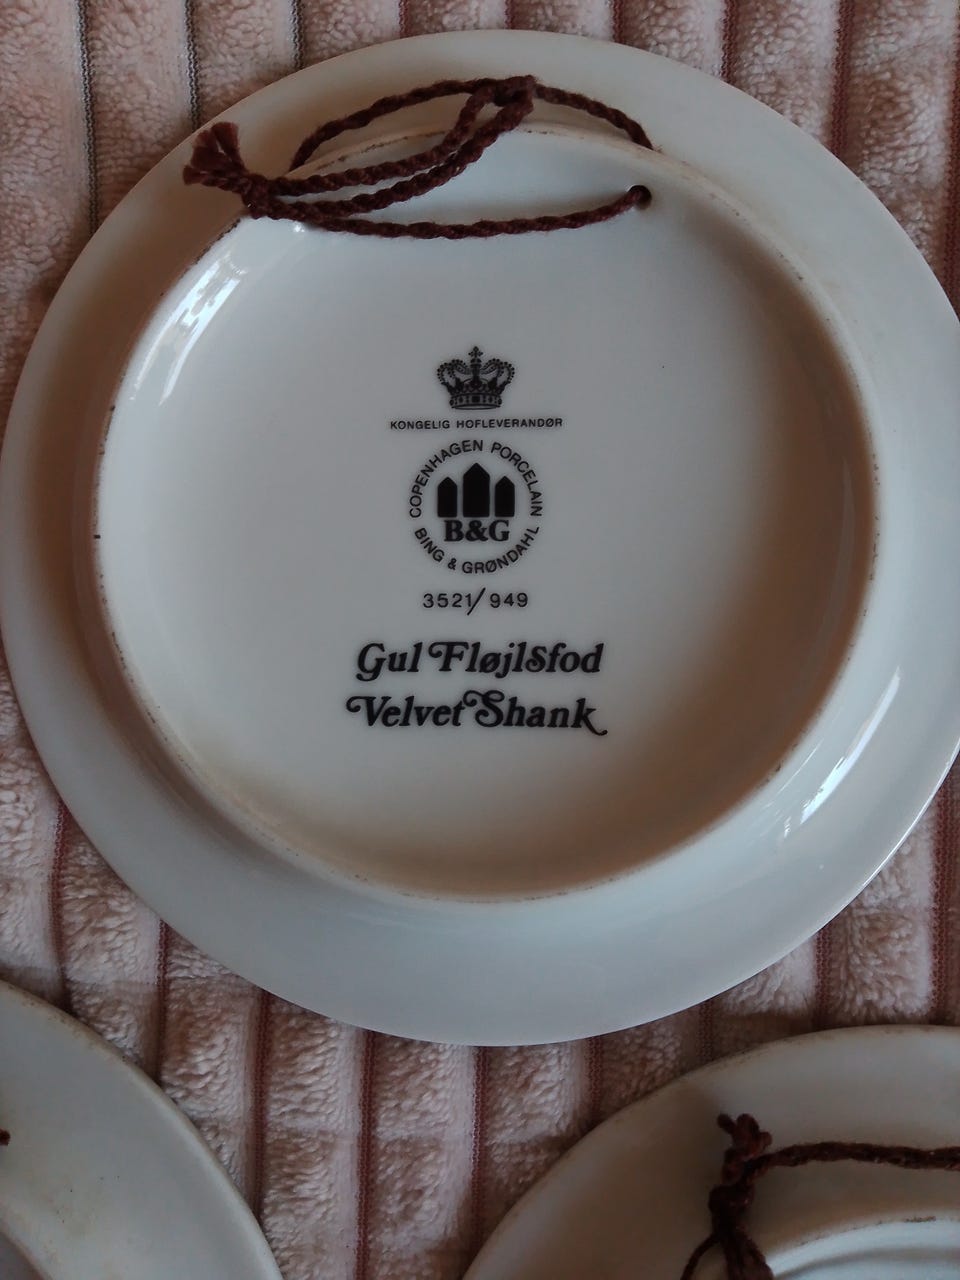 KONGELIG HOFLEVERANDØR
COPENHAGEN PORCELAIN
B&G
BING & GRØNDAHL
3521/949
Gul Fløjlsfod
Velvet Shank